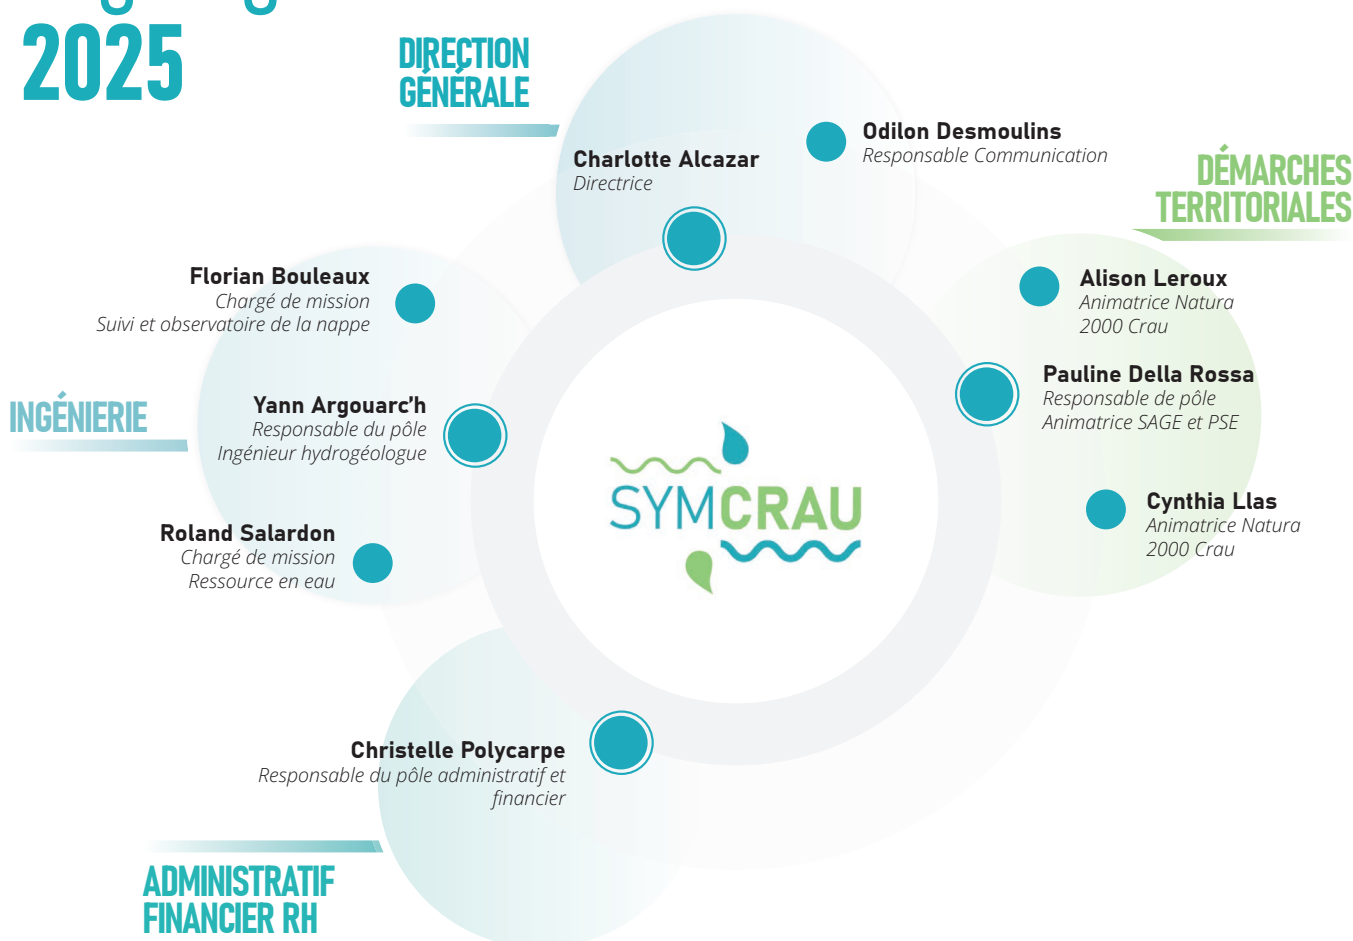 2025
DIRECTION
GÉNÉRALE
Charlotte Alcazar
Directrice
Odilon Desmoulins
Responsable Communication
DÉMARCHES
TERRITORIALES
Alison Leroux
Animatrice Natura
2000 Crau
Pauline Della Rossa
Responsable de pôle
Animatrice SAGE et PSE
Cynthia Llas
Animatrice Natura
2000 Crau
Florian Bouleaux
Chargé de mission
Suivi et observatoire de la nappe
INGÉNIERIE
Yann Argouarc’h
Responsable du pôle
Ingénieur hydrogéologue
Roland Salardon
Chargé de mission
Ressource en eau
SYMCRAU
Christelle Polycarpe
Responsable du pôle administratif et
financier
ADMINISTRATIF
FINANCIER RH